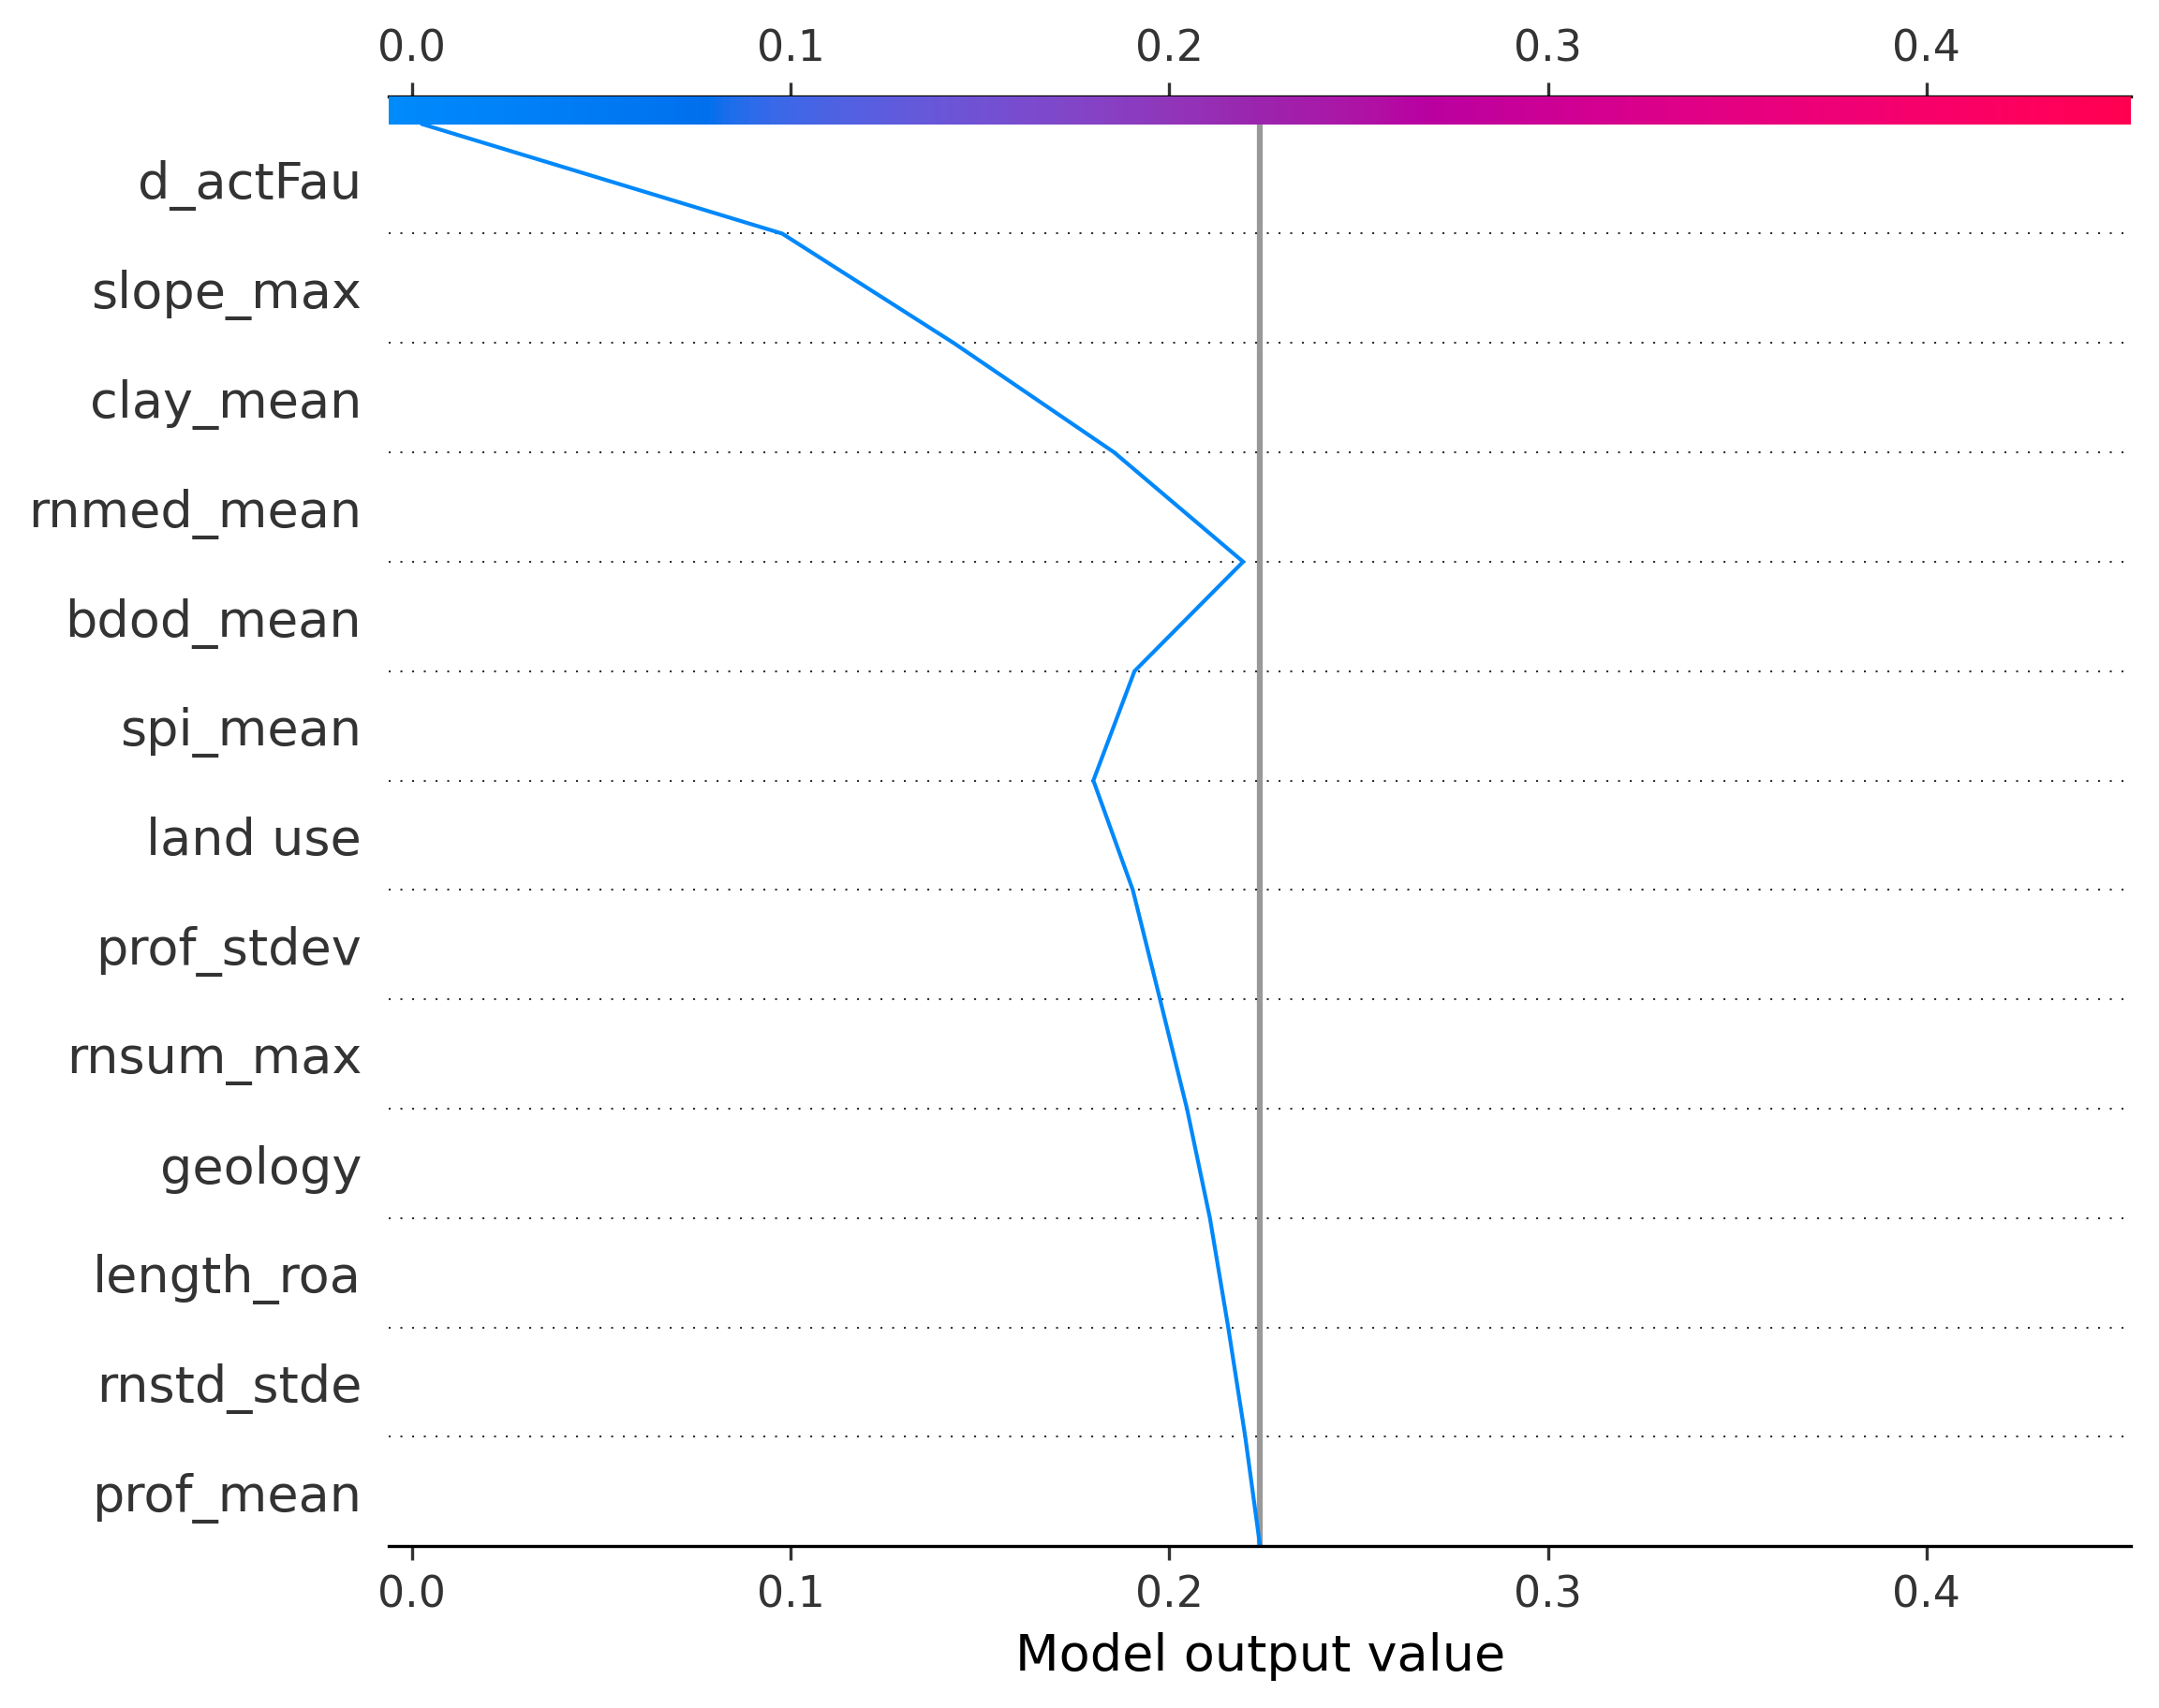 0.0 0.1 0.2 0.3 0.4
d_actFau
slope_max
clay_mean
rnmed_mean
bdod_mean
spi_mean
land use
prof_stdev
rnsum_max
geology
length_roa
rnstd_stde
prof_mean
0.0 0.1 0.2 0.3 0.4
Model output value